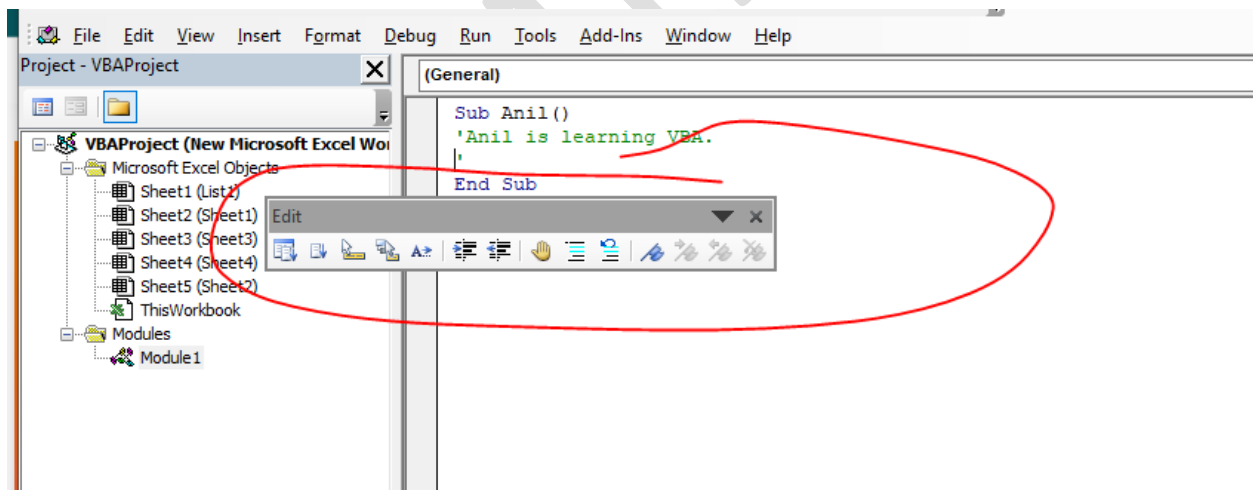 File Edit View Insert Format Debug Run Tools Add-Ins Window Help
Project - VBAProject
(General)
Sub Anil()
'Anil is learning VBA.
'
End Sub
VBAProject (New Microsoft Excel Wo
Microsoft Excel Objects
Sheet1 (List1)
Sheet2 (Sheet1)
Sheet3 (Sheet3)
Sheet4 (Sheet4)
Sheet5 (Sheet2)
ThisWorkbook
Modules
Module1
Edit